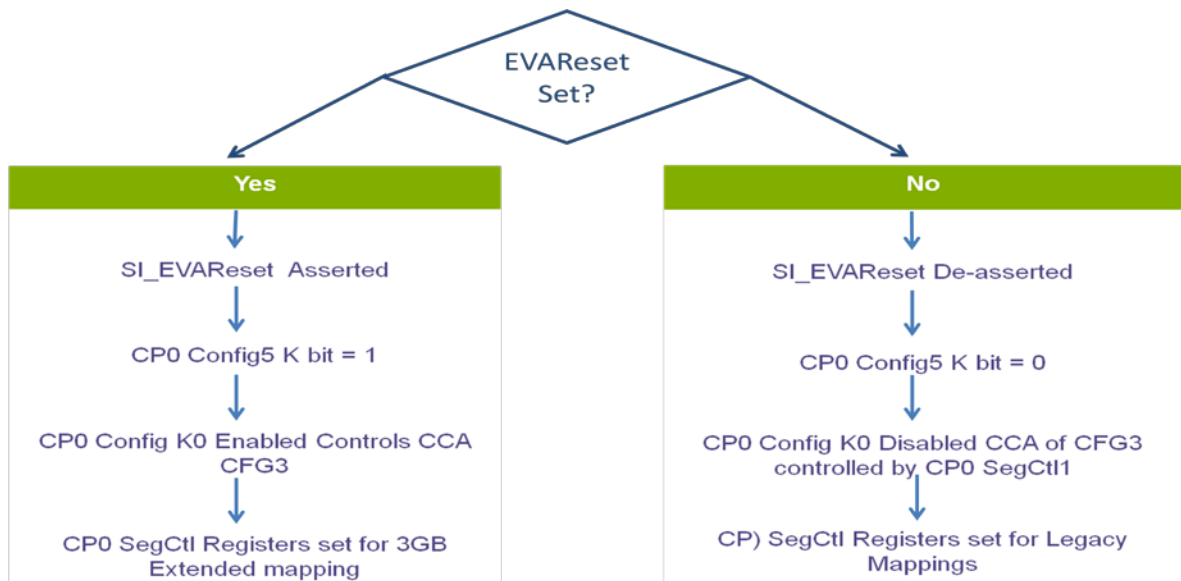 EVAReset
Set?
Yes
SI_EVAReset Asserted
CP0 Config5 K bit = 1
CP0 Config K0 Enabled Controls CCA
CFG3
CP0 SegCtl Registers set for 3GB
Extended mapping
No
SI_EVAReset De-asserted
CP0 Config5 K bit = 0
CP0 Config K0 Disabled CCA of CFG3
controlled by CP0 SegCtl1
CP) SegCtl Registers set for Legacy
Mappings